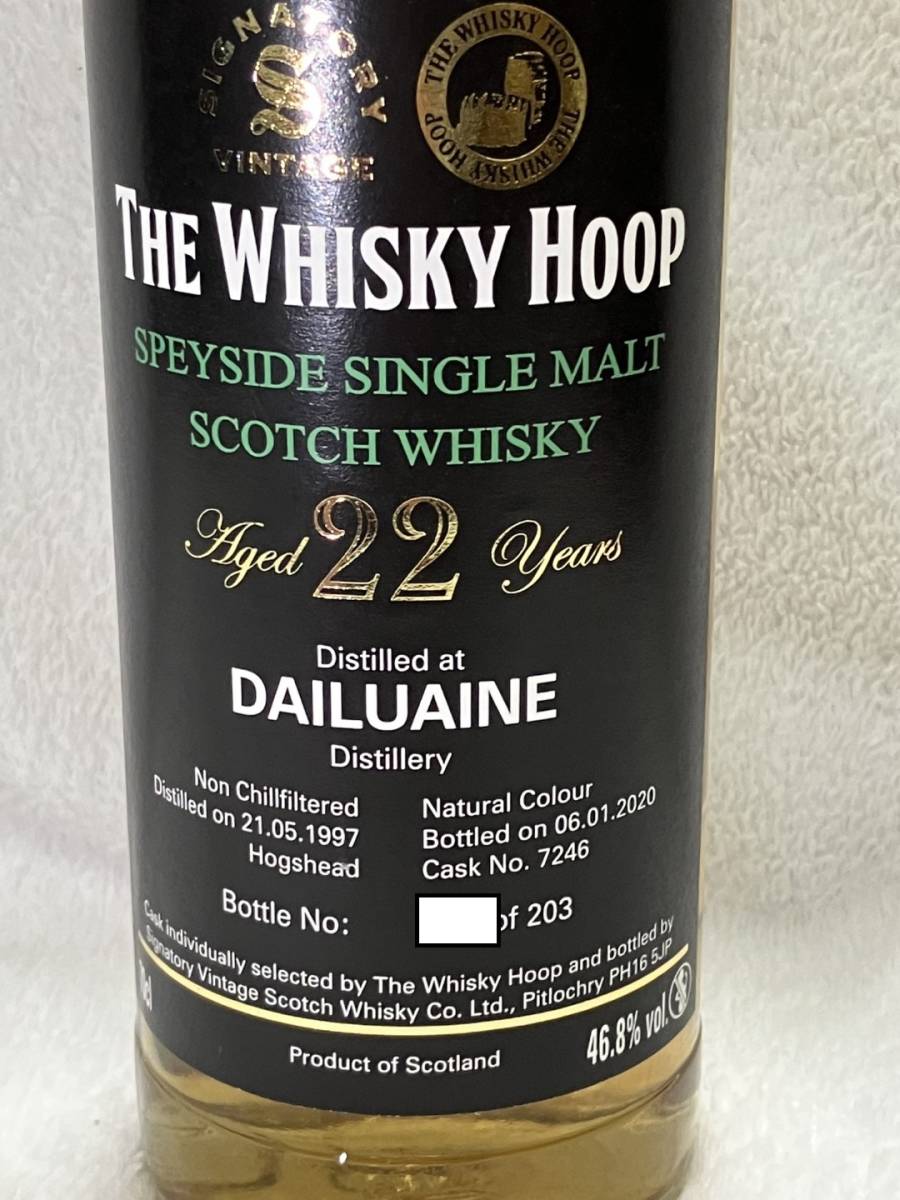 SIGNATORY
S
VINTAGE
THE WHISKY HOOP THE WHISKY HOOP
THE WHISKY HOOP
SPEYSIDE SINGLE MALT
SCOTCH WHISKY
Aged 22 Years
Distilled at
DAILUAINE
Distillery
Non Chillfiltered Natural Colour
Distilled on 21.05.1997 Bottled on 06.01.2020
Hogshead Cask No. 7246
Bottle No: of 203
Cask individually selected by The Whisky Hoop and bottled by
Signatory Vintage Scotch Whisky Co. Ltd., Pitlochry PH16 5JP
Product of Scotland
46.8% vol.